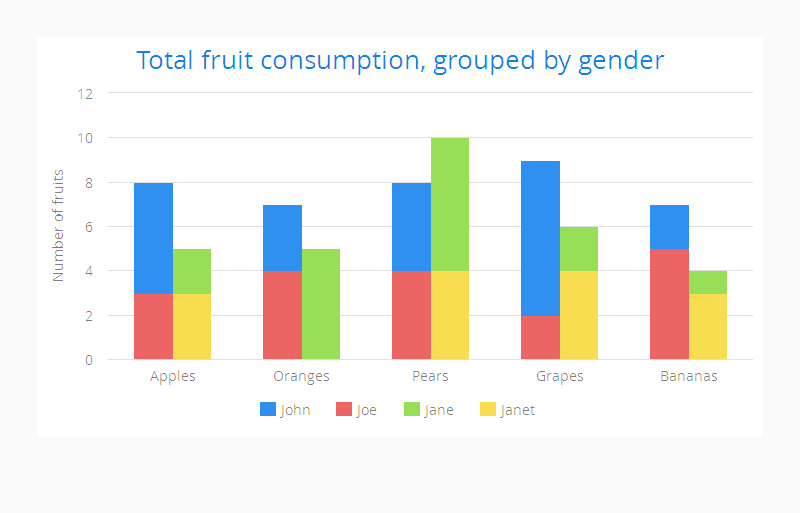 Total fruit consumption, grouped by gender
Number of fruits
12
10
8
6
4
2
0
Apples Oranges Pears Grapes Bananas
John Joe Jane Janet